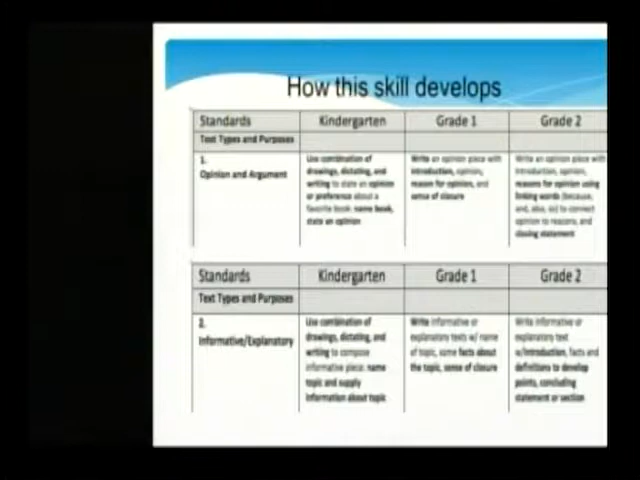 How this skill develops
Standards Kindergarten Grade 1 Grade 2
Text Types and Purposes
1.
Opinion and Argument
Use combination of
drawings, dictating, and
writing to state an opinion
or preference about a
favorite book: name book,
state an opinion
Write an opinion piece with
introduction, opinion,
reason for opinion, and
sense of closure
Write an opinion piece with
introduction, opinion,
reasons for opinion using
linking words (because,
and, also, so) to connect
opinion to reasons, and
closing statement
Standards Kindergarten Grade 1 Grade 2
Text Types and Purposes
2.
Informative/Explanatory
Use combination of
drawings, dictating, and
writing to compose
informative piece: name
topic and supply
information about topic
Write informative or
explanatory texts w/ name
of topic, some facts about
the topic, sense of closure
Write informative or
explanatory text
w/introduction, facts and
definitions to develop
points, concluding
statement or section